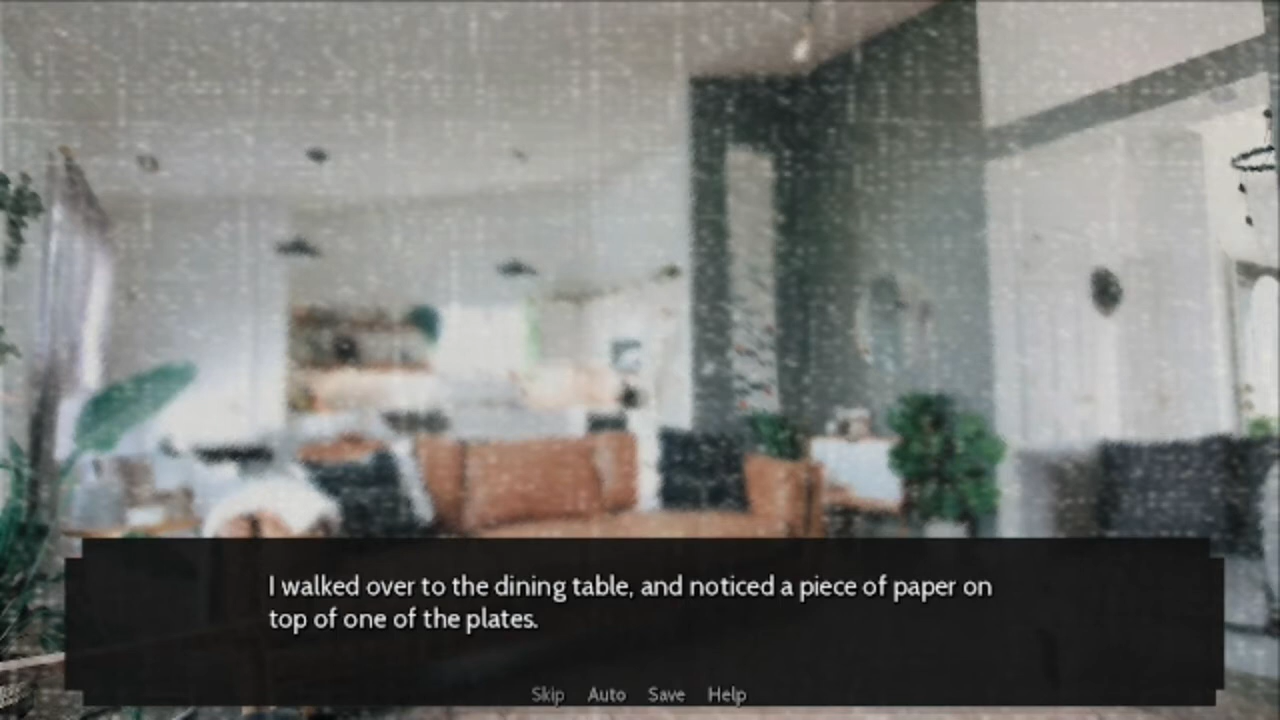 I walked over to the dining table, and noticed a piece of paper on
top of one of the plates.
Skip Auto Save Help